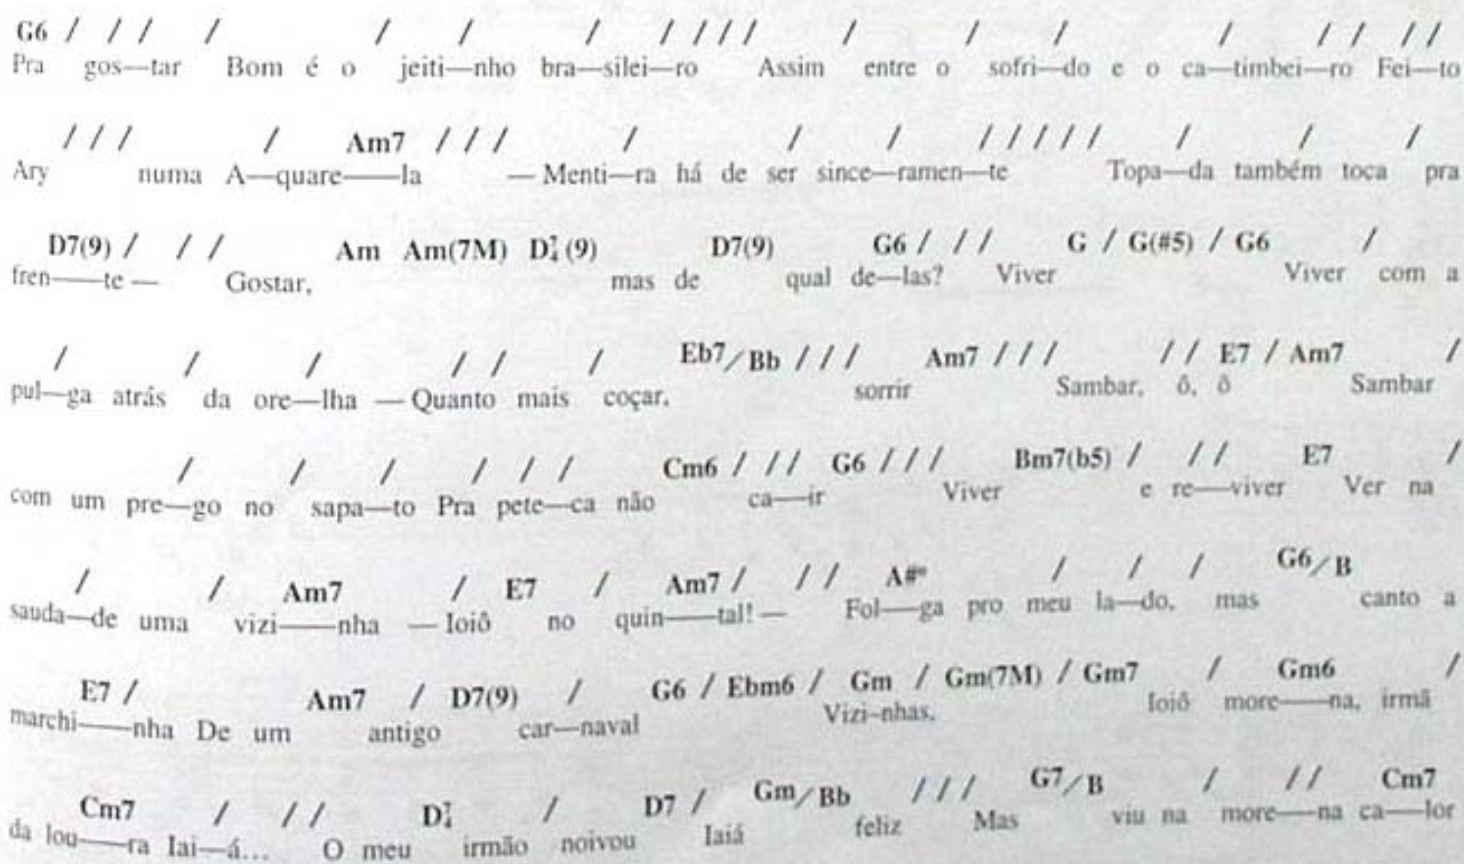 G6 / / / / / / / / / / / / / / / / / / / /
Pra gos—tar Bom é o jeiti—nho bra—silei—ro Assim entre o sofri—do e o ca—timbei—ro Fei—to
/ / / / Am7 / / / / / / / / / / / / / /
Ary numa A—quare—la — Menti—ra há de ser since—ramen—te Topa—da também toca pra
D7(9) / / / Am Am(7M) D7/4(9) D7(9) G6 / / / G / G(#5) / G6 /
fren—te — Gostar, mas de qual de—las? Viver Viver com a
/ / / / / / Eb7/Bb / / / Am7 / / / / / E7 / Am7 /
pul—ga atrás da ore—lha — Quanto mais coçar, sorrir Sambar, ô, ô Sambar
/ / / / / / Cm6 / / / G6 / / / Bm7(b5) / / / E7 /
com um pre—go no sapa—to Pra pete—ca não ca—ir Viver e re—viver Ver na
/ / Am7 / E7 / Am7 / / / A#º / / / G6/B
sauda—de uma vizi—nha — Ioiô no quin—tal! — Fol—ga pro meu la—do, mas canto a
E7 / Am7 / D7(9) / G6 / Ebm6 / Gm / Gm(7M) / Gm7 / Gm6 /
marchi—nha De um antigo car—naval Vizi-nhas, Ioiô more—na, irmã
Cm7 / / / D7/4 / D7 / Gm/Bb / / / G7/B / / / Cm7
da lou—ra Iai—á... O meu irmão noivou Iaiá feliz Mas viu na more—na ca—lor